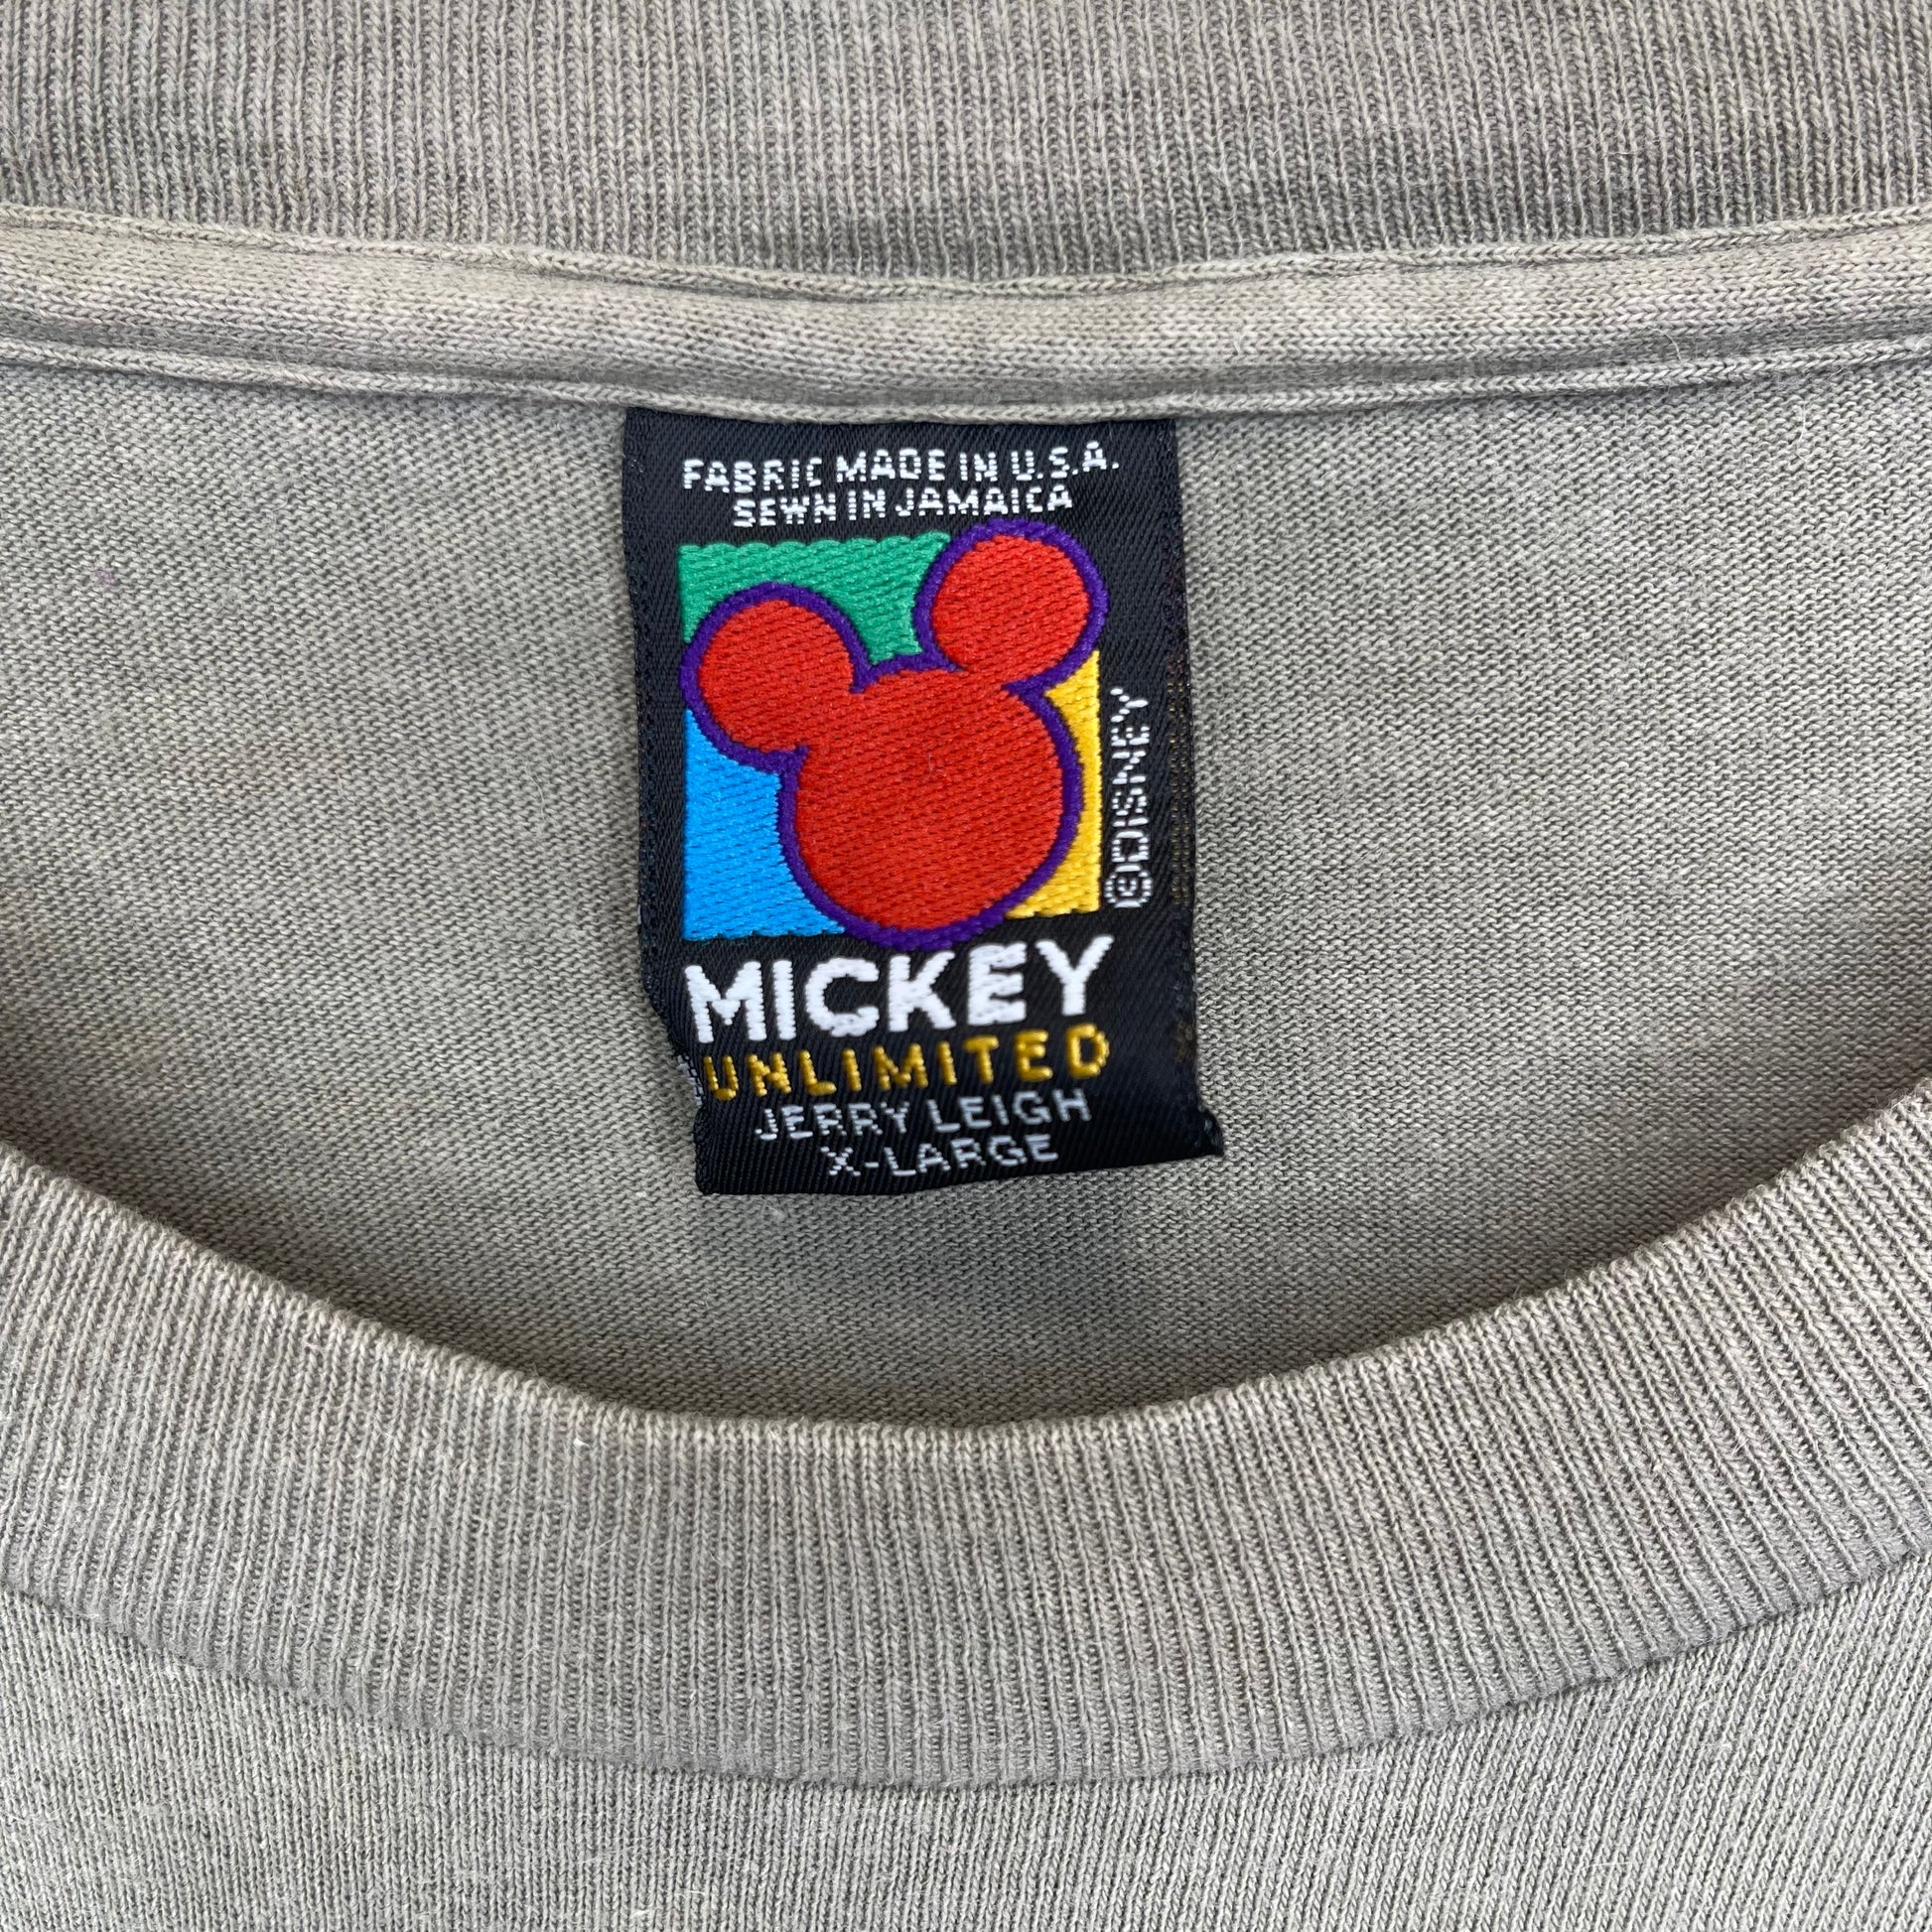 FABRIC MADE IN U.S.A.
SEWN IN JAMAICA
©DISNEY
MICKEY
UNLIMITED
JERRY LEIGH
X-LARGE